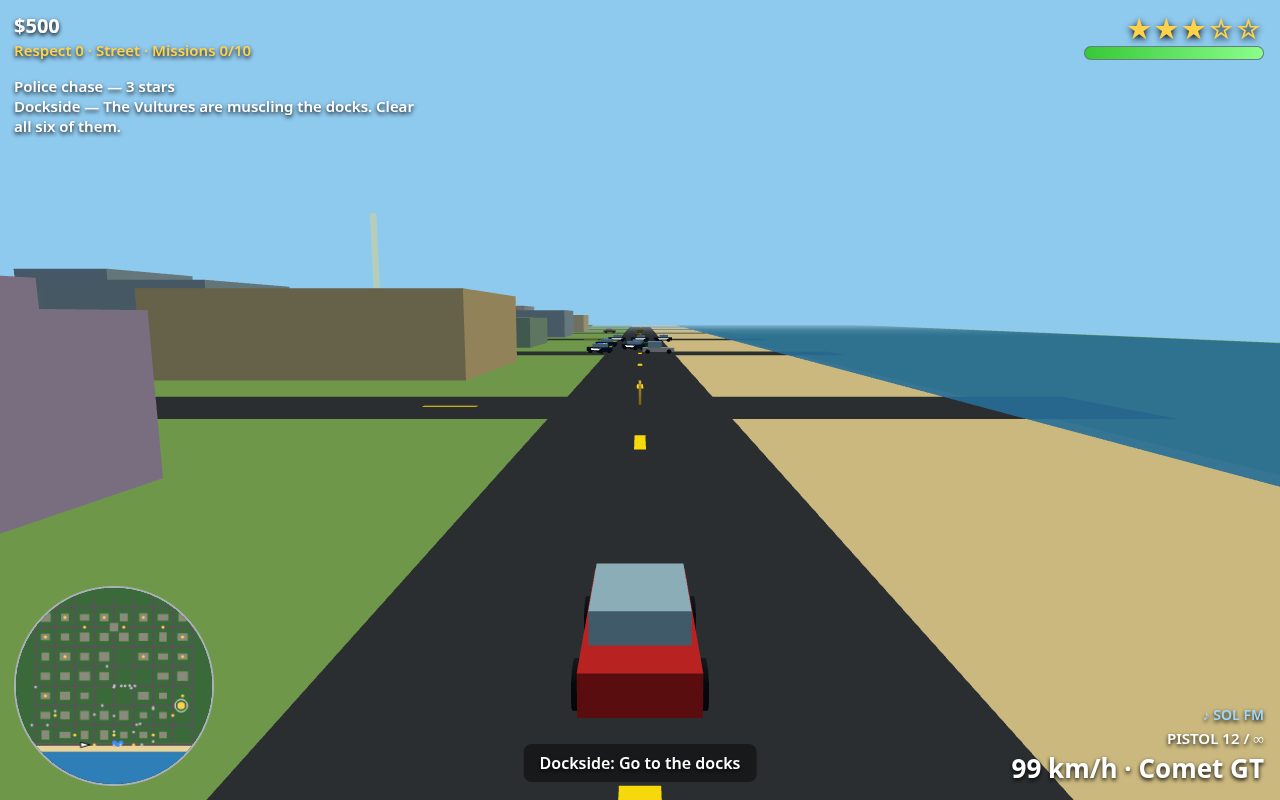 $500
Respect 0 · Street · Missions 0/10
Police chase — 3 stars
Dockside — The Vultures are muscling the docks. Clear
all six of them.
★★★☆☆
♪ SOL FM
PISTOL 12 / ∞
99 km/h · Comet GT
Dockside: Go to the docks